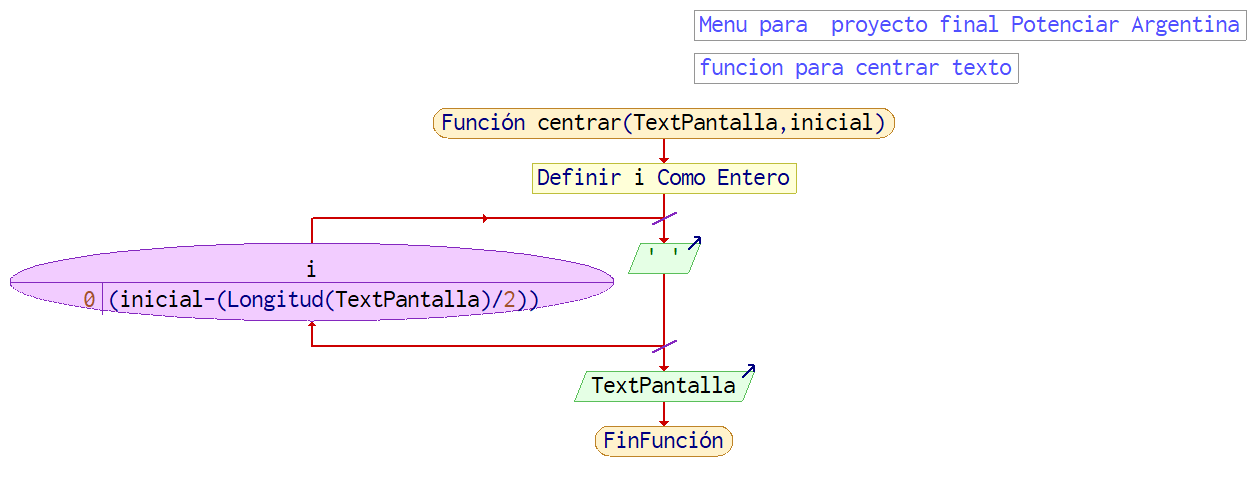 Menu para  proyecto final Potenciar Argentina
funcion para centrar texto
Función centrar(TextPantalla,inicial)
Definir i Como Entero
' '
i
0 (inicial-(Longitud(TextPantalla)/2))
TextPantalla
FinFunción